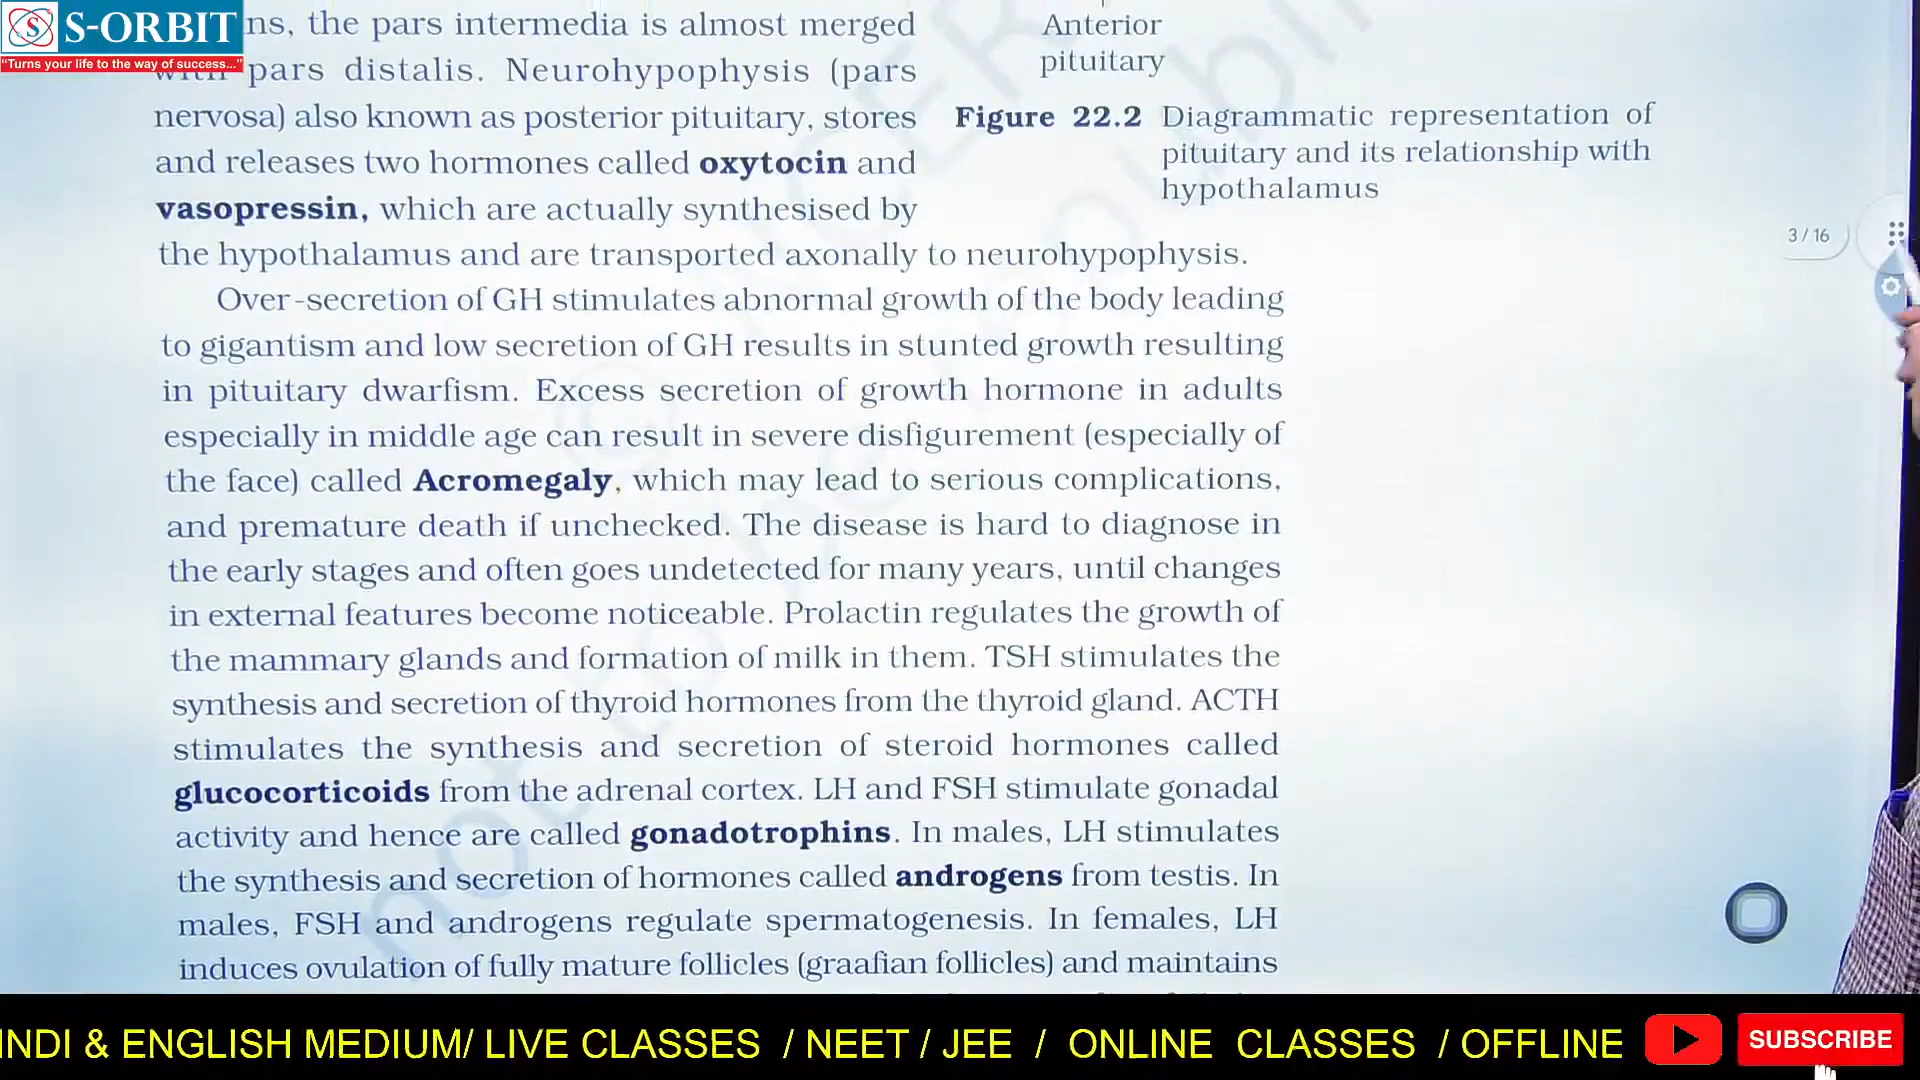 S-ORBIT
"Turns your life to the way of success..."
ns, the pars intermedia is almost merged
with pars distalis. Neurohypophysis (pars
nervosa) also known as posterior pituitary, stores
and releases two hormones called oxytocin and
vasopressin, which are actually synthesised by
the hypothalamus and are transported axonally to neurohypophysis.
Anterior
pituitary
Figure 22.2 Diagrammatic representation of
pituitary and its relationship with
hypothalamus
3 / 16
Over-secretion of GH stimulates abnormal growth of the body leading
to gigantism and low secretion of GH results in stunted growth resulting
in pituitary dwarfism. Excess secretion of growth hormone in adults
especially in middle age can result in severe disfigurement (especially of
the face) called Acromegaly, which may lead to serious complications,
and premature death if unchecked. The disease is hard to diagnose in
the early stages and often goes undetected for many years, until changes
in external features become noticeable. Prolactin regulates the growth of
the mammary glands and formation of milk in them. TSH stimulates the
synthesis and secretion of thyroid hormones from the thyroid gland. ACTH
stimulates the synthesis and secretion of steroid hormones called
glucocorticoids from the adrenal cortex. LH and FSH stimulate gonadal
activity and hence are called gonadotrophins. In males, LH stimulates
the synthesis and secretion of hormones called androgens from testis. In
males, FSH and androgens regulate spermatogenesis. In females, LH
induces ovulation of fully mature follicles (graafian follicles) and maintains
INDI & ENGLISH MEDIUM/ LIVE CLASSES / NEET / JEE / ONLINE CLASSES / OFFLINE
SUBSCRIBE